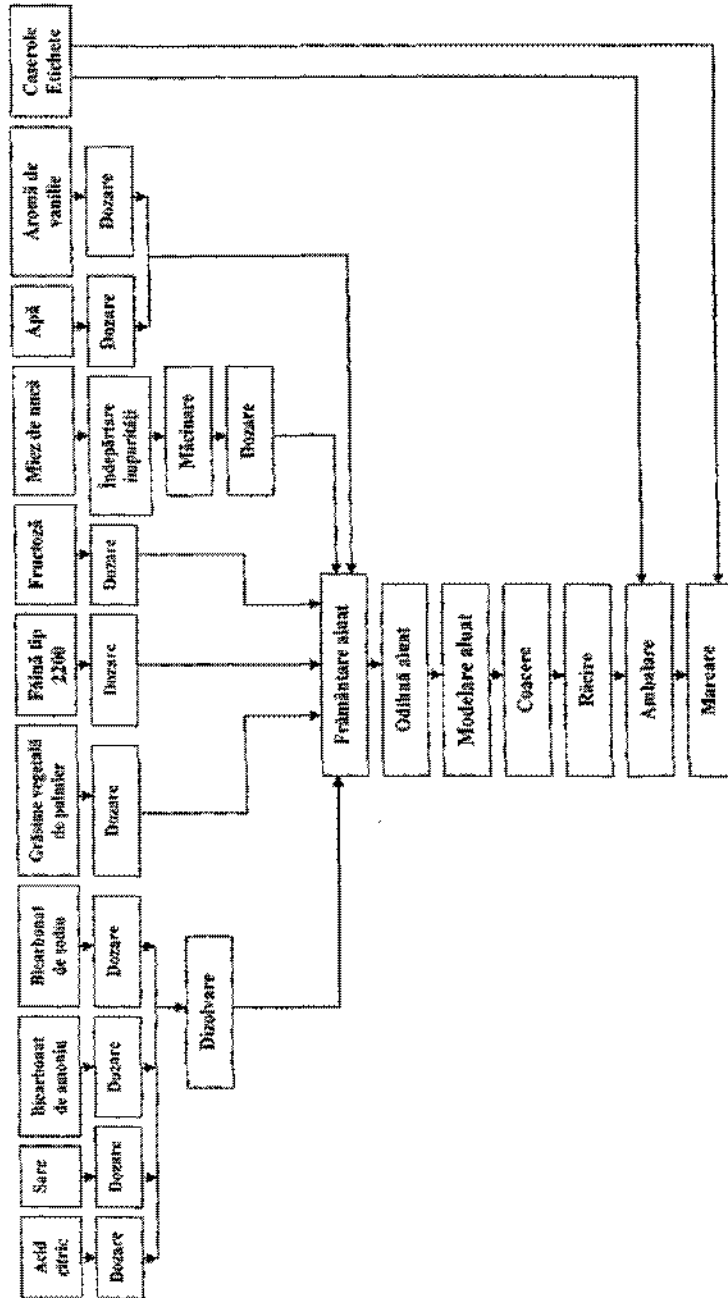 Acid
citric
Sare
Bicarbonat
de amoniu
Bicarbonat
de sodiu
Grăsime vegetală
de palmier
Făină tip
2200
Fructoză
Miez de nucă
Apă
Aromă de
vanilie
Caserole
Etichete
Dozare
Dozare
Dozare
Dozare
Dozare
Dozare
Dozare
Îndepărtare
impurități
Dozare
Dozare
Măcinare
Dozare
Dizolvare
Frământare aluat
Odihnă aluat
Modelare aluat
Coacere
Răcire
Ambalare
Marcare